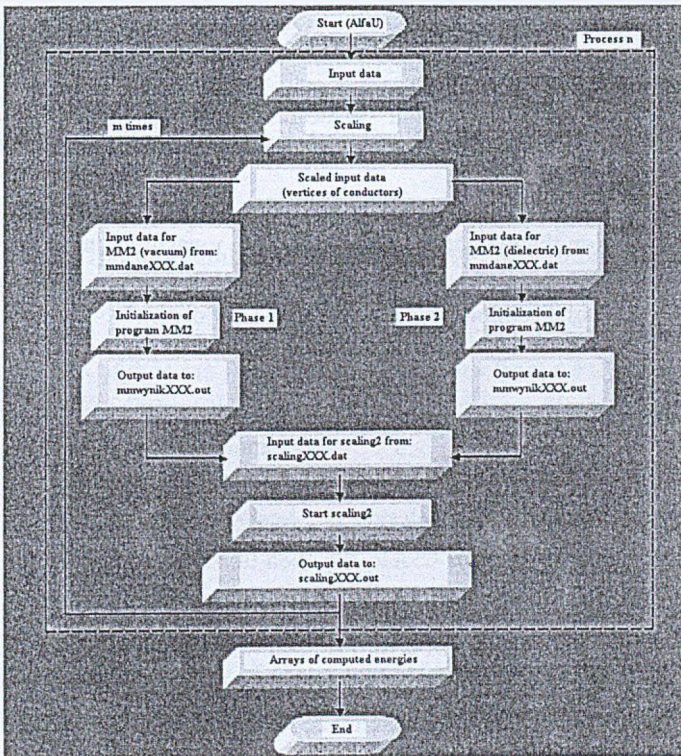 Start (AlfaU)
Process n
Input data
m times
Scaling
Scaled input data
(vertices of conductors)
Input data for
MM2 (vacuum) from:
mmdaneXXX.dat
Input data for
MM2 (dielectric) from:
mmdaneXXX.dat
Initialization of
program MM2
Phase 1
Phase 2
Initialization of
program MM2
Output data to:
mmwynikXXX.out
Output data to:
mmwynikXXX.out
Input data for scaling2 from:
scalingXXX.dat
Start scaling2
Output data to:
scalingXXX.out
Arrays of computed energies
End